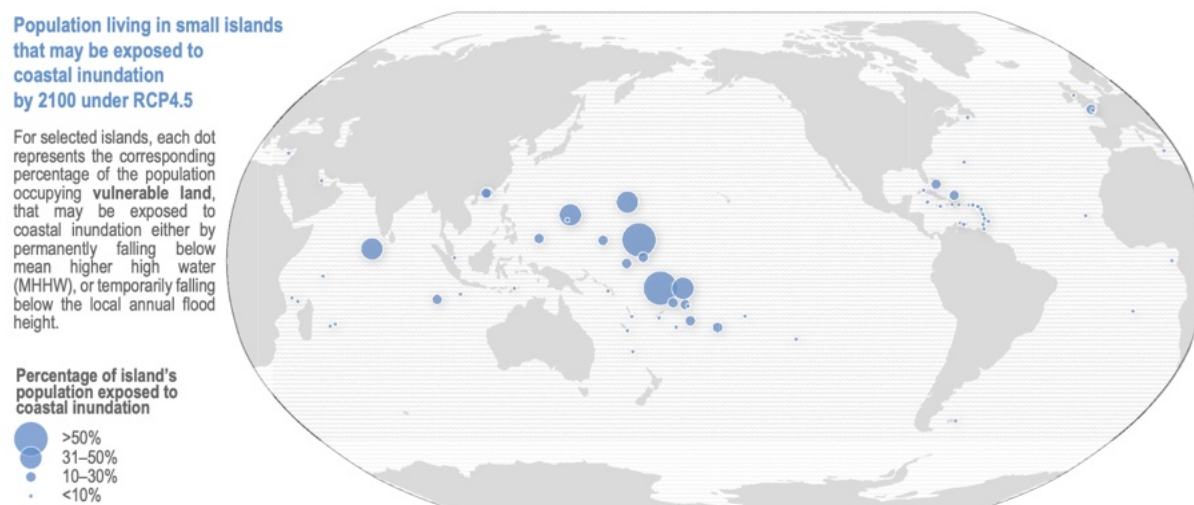 Population living in small islands
that may be exposed to
coastal inundation
by 2100 under RCP4.5
For selected islands, each dot
represents the corresponding
percentage of the population
occupying vulnerable land,
that may be exposed to
coastal inundation either by
permanently falling below
mean higher high water
(MHHW), or temporarily falling
below the local annual flood
height.
Percentage of island's
population exposed to
coastal inundation
>50%
31–50%
10–30%
<10%